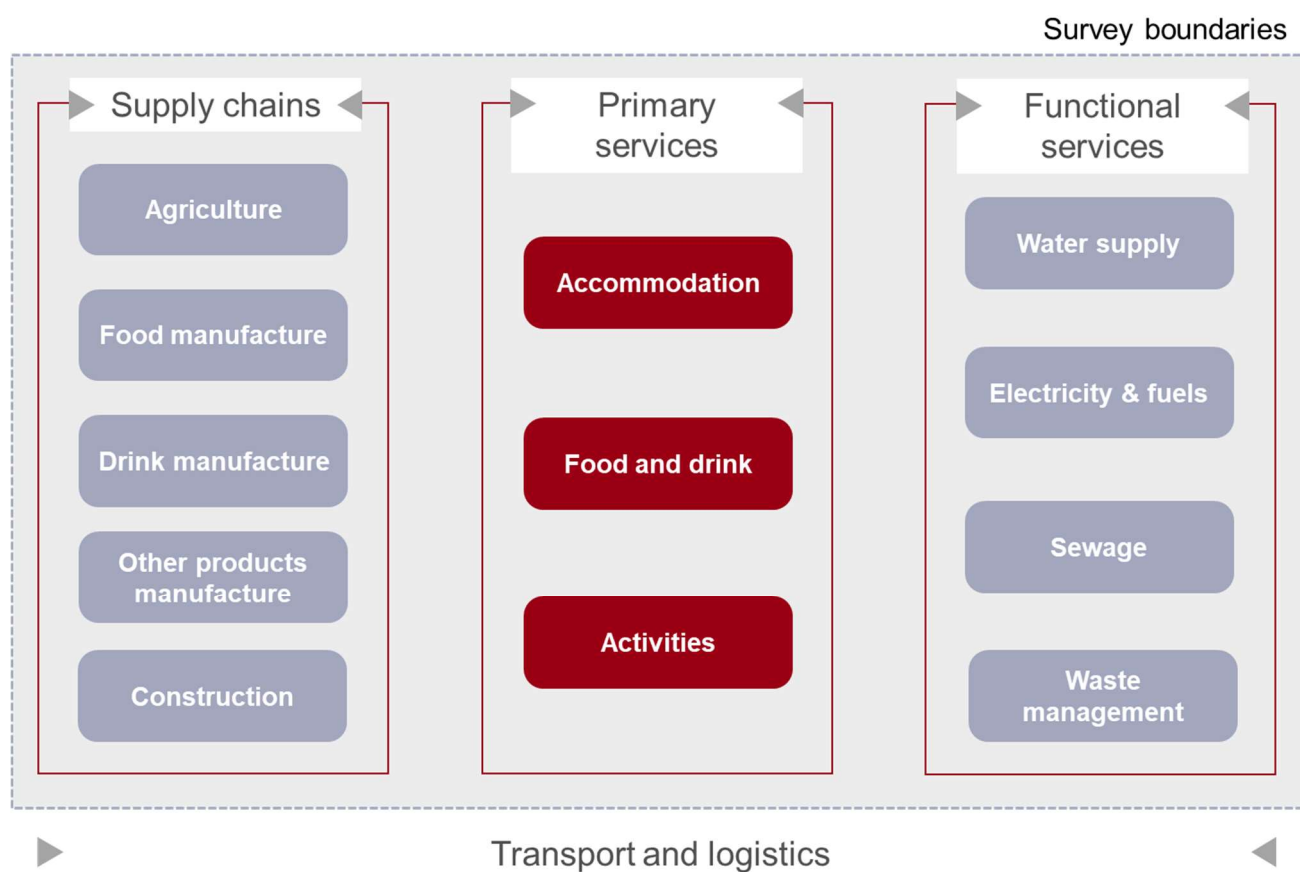 Survey boundaries
Supply chains
Agriculture
Food manufacture
Drink manufacture
Other products
manufacture
Construction
Primary
services
Accommodation
Food and drink
Activities
Functional
services
Water supply
Electricity & fuels
Sewage
Waste
management
Transport and logistics